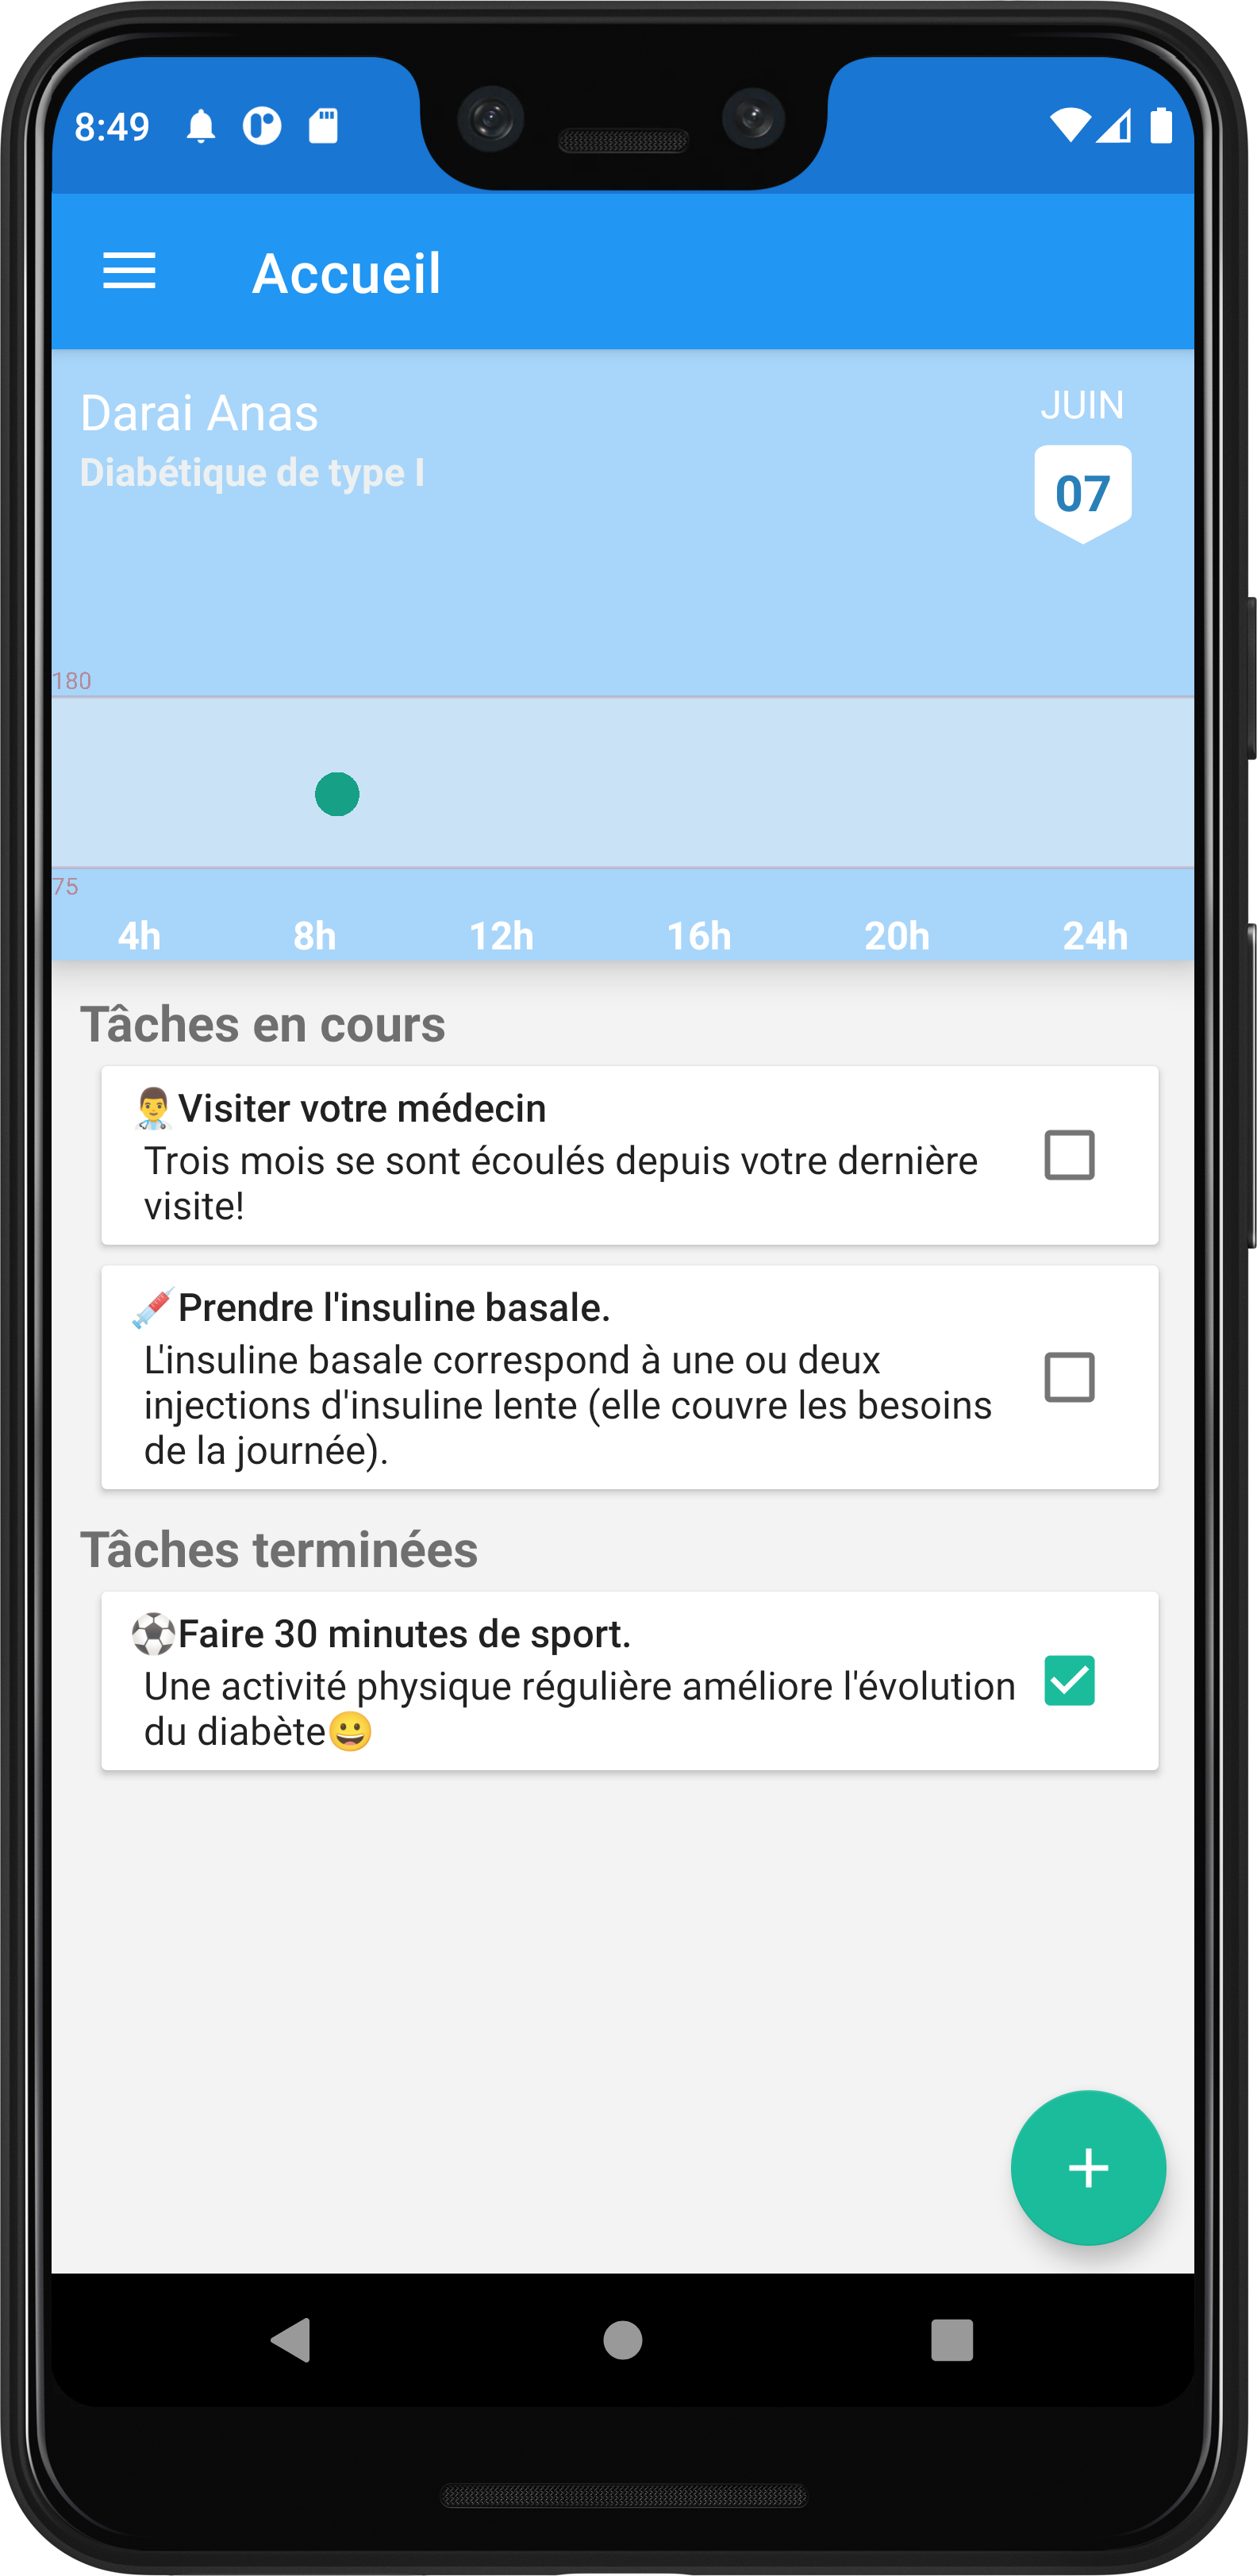 8:49
Accueil
Darai Anas
JUIN
Diabétique de type I
07
180
75
4h 8h 12h 16h 20h 24h
Tâches en cours
👨‍⚕️Visiter votre médecin
Trois mois se sont écoulés depuis votre dernière
visite!
💉Prendre l'insuline basale.
L'insuline basale correspond à une ou deux
injections d'insuline lente (elle couvre les besoins
de la journée).
Tâches terminées
⚽Faire 30 minutes de sport.
Une activité physique régulière améliore l'évolution
du diabète😀